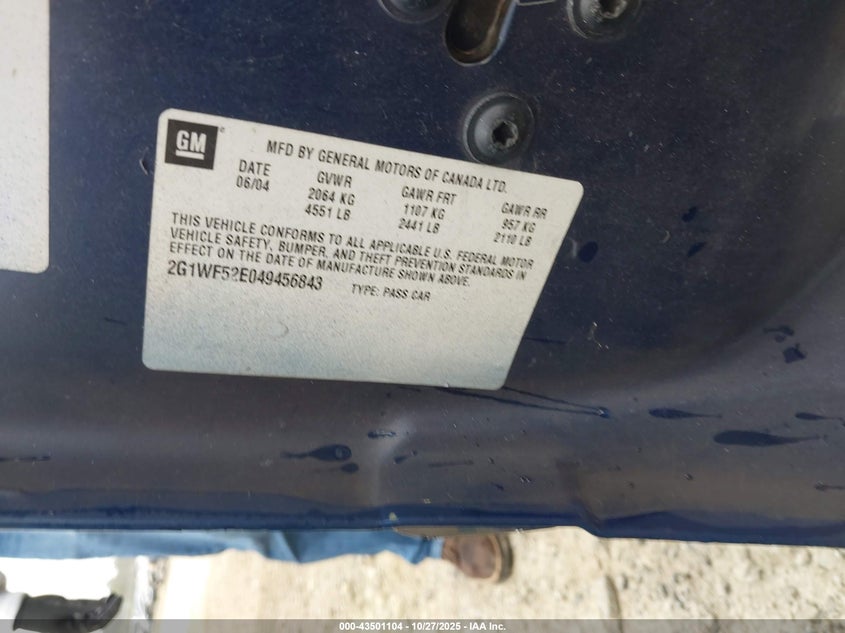 GM
MFD BY GENERAL MOTORS OF CANADA LTD.
DATE GVWR GAWR FRT GAWR RR
06/04 2064 KG 1107 KG 957 KG
4551 LB 2441 LB 2110 LB
THIS VEHICLE CONFORMS TO ALL APPLICABLE U.S. FEDERAL MOTOR
VEHICLE SAFETY, BUMPER, AND THEFT PREVENTION STANDARDS IN
EFFECT ON THE DATE OF MANUFACTURE SHOWN ABOVE.
2G1WF52E049456843 TYPE: PASS CAR
000-43501104 - 10/27/2025 - IAA Inc.